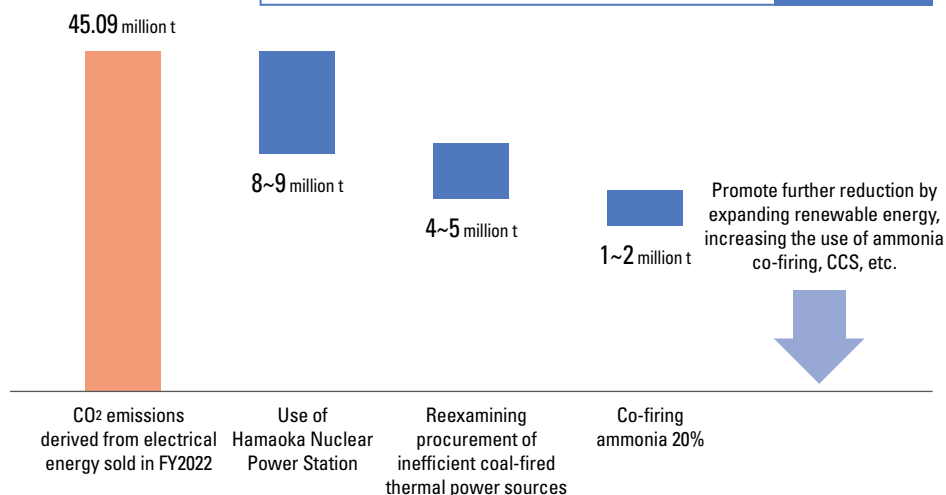 45.09 million t
8~9 million t
4~5 million t
1~2 million t
Promote further reduction by
expanding renewable energy,
increasing the use of ammonia
co-firing, CCS, etc.
CO2 emissions
derived from electrical
energy sold in FY2022
Use of
Hamaoka Nuclear
Power Station
Reexamining
procurement of
inefficient coal-fired
thermal power sources
Co-firing
ammonia 20%